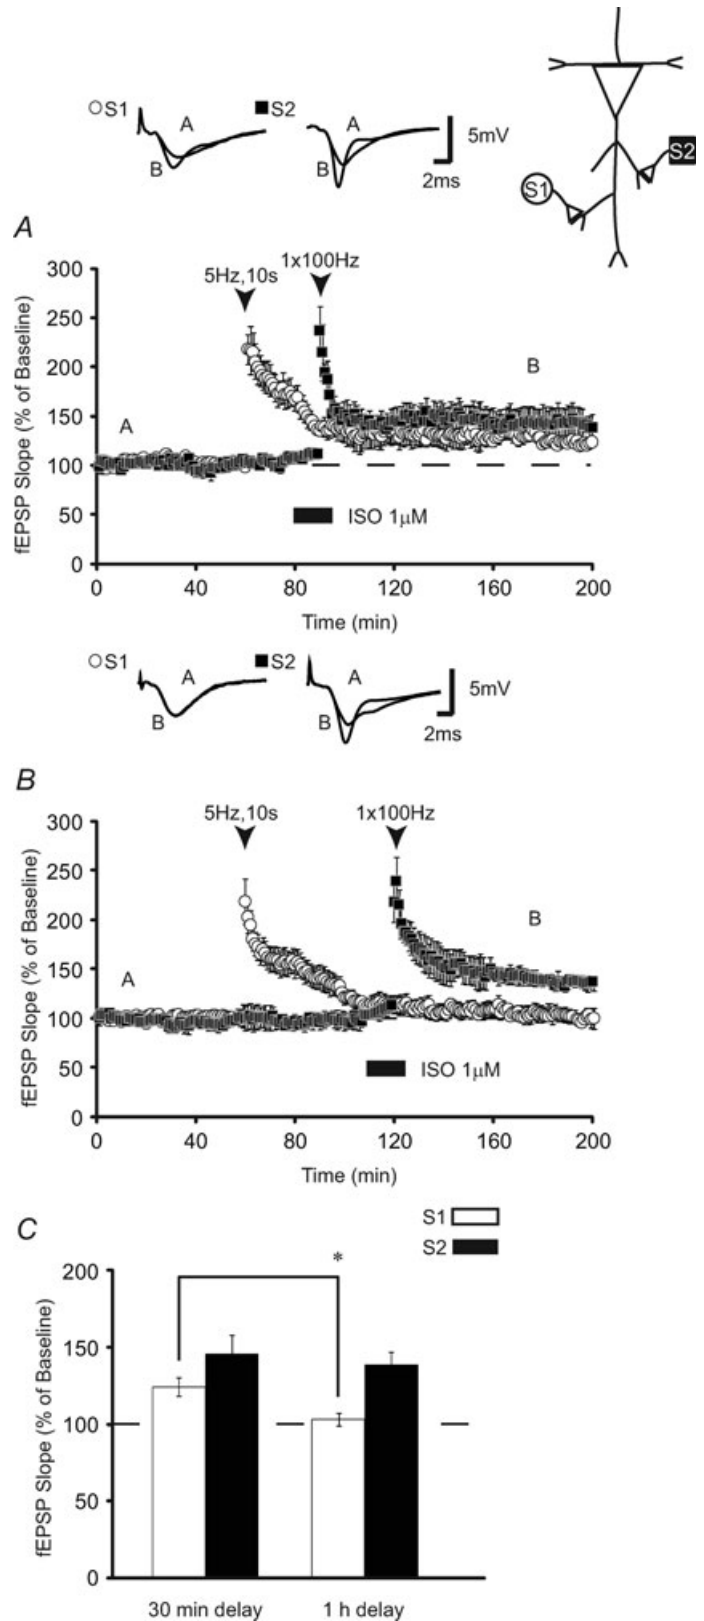 S1 A B S2 A B 5mV 2ms
S1 S2
A
5Hz,10s 1x100Hz
fEPSP Slope (% of Baseline)
300
250
200
150
100
50
0
A B
ISO 1μM
0 40 80 120 160 200
Time (min)
S1 A B S2 A B 5mV 2ms
B
5Hz,10s 1x100Hz
fEPSP Slope (% of Baseline)
300
250
200
150
100
50
0
A B
ISO 1μM
0 40 80 120 160 200
Time (min)
C
S1
S2
*
fEPSP Slope (% of Baseline)
200
150
100
50
0
30 min delay 1 h delay